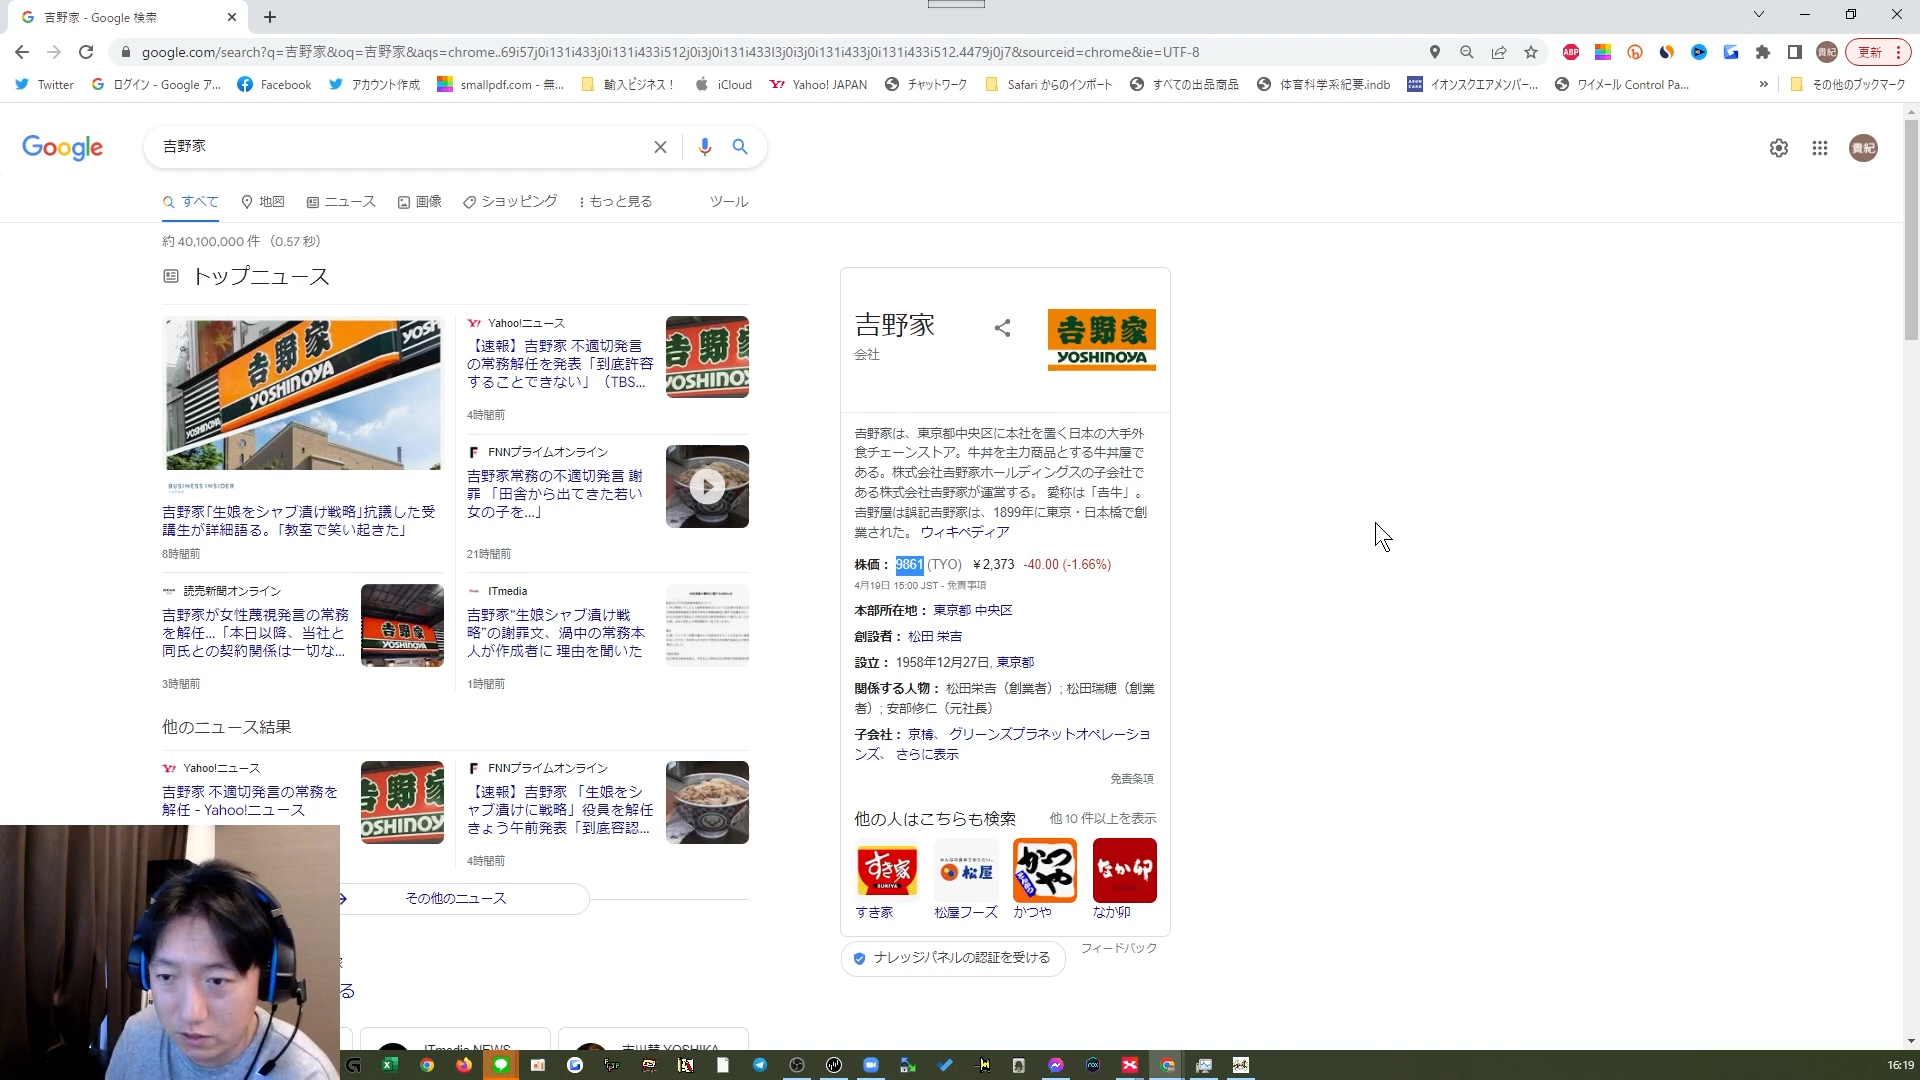 吉野家 - Google 検索
google.com/search?q=吉野家&oq=吉野家&aqs=chrome..69i57j0i131i433j0i131i433i512j0i3j0i131i433l3j0i3j0i131i433j0i131i433i512.4479j0j7&sourceid=chrome&ie=UTF-8
ABP
貴紀
更新
Twitter
ログイン - Google ア...
Facebook
アカウント作成
smallpdf.com - 無...
輸入ビジネス！
iCloud
Yahoo! JAPAN
チャットワーク
Safari からのインポート
すべての出品商品
体育科学系紀要.indb
イオンスクエアメンバー...
ワイメール Control Pa...
»
その他のブックマーク
Google
吉野家
貴紀
すべて
地図
ニュース
画像
ショッピング
もっと見る
ツール
約 40,100,000 件 （0.57 秒）
トップニュース
吉野家
YOSHINOYA
BUSINESS INSIDER
吉野家｢生娘をシャブ漬け戦略｣抗議した受
講生が詳細語る。｢教室で笑い起きた｣
8時間前
Yahoo!ニュース
【速報】吉野家 不適切発言
の常務解任を発表「到底許容
することできない」（TBS...
4時間前
FNNプライムオンライン
吉野家常務の不適切発言 謝
罪 「田舎から出てきた若い
女の子を...」
21時間前
読売新聞オンライン
吉野家が女性蔑視発言の常務
を解任…「本日以降、当社と
同氏との契約関係は一切な...
3時間前
ITmedia
吉野家“生娘シャブ漬け戦
略”の謝罪文、渦中の常務本
人が作成者に 理由を聞いた
1時間前
他のニュース結果
Yahoo!ニュース
吉野家 不適切発言の常務を
解任 - Yahoo!ニュース
FNNプライムオンライン
【速報】吉野家 「生娘をシ
ャブ漬けに戦略」役員を解任
きょう午前発表「到底容認...
4時間前
その他のニュース
る
ITmedia NEWS
吉川慧 YOSHIKA
吉野家
会社
吉野家
YOSHINOYA
吉野家は、東京都中央区に本社を置く日本の大手外
食チェーンストア。牛丼を主力商品とする牛丼屋で
ある。株式会社吉野家ホールディングスの子会社で
ある株式会社吉野家が運営する。 愛称は「吉牛」。
吉野屋は誤記吉野家は、1899年に東京・日本橋で創
業された。 ウィキペディア
株価： 9861 (TYO) ￥2,373 -40.00 (-1.66%)
4月19日 15:00 JST - 免責事項
本部所在地： 東京都 中央区
創設者： 松田 栄吉
設立： 1958年12月27日, 東京都
関係する人物： 松田栄吉（創業者）; 松田瑞穂（創業
者）; 安部修仁（元社長）
子会社： 京樽、 グリーンズプラネットオペレーショ
ンズ、 さらに表示
免責条項
他の人はこちらも検索
他 10 件以上を表示
すき家
SUKIYA
松屋
かつや
なか卯
すき家
松屋フーズ
かつや
なか卯
フィードバック
ナレッジパネルの認証を受ける
16:19